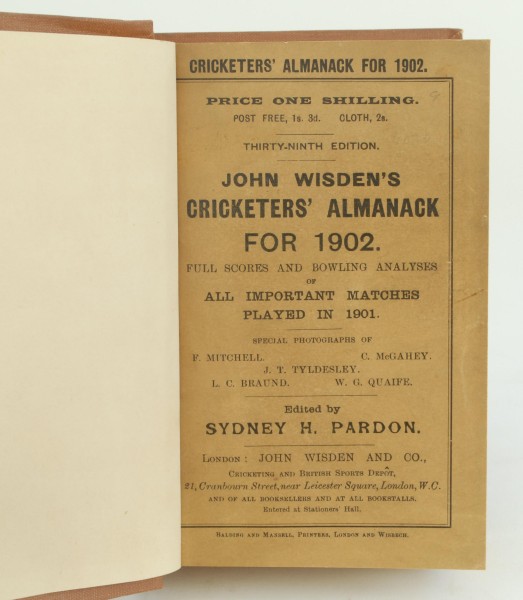 CRICKETERS' ALMANACK FOR 1902.
PRICE ONE SHILLING.
POST FREE, 1s. 3d. CLOTH, 2s.
THIRTY-NINTH EDITION.
JOHN WISDEN'S
CRICKETERS' ALMANACK
FOR 1902.
FULL SCORES AND BOWLING ANALYSES
OF
ALL IMPORTANT MATCHES
PLAYED IN 1901.
SPECIAL PHOTOGRAPHS OF
F. MITCHELL. C. McGAHEY.
J. T. TYLDESLEY.
L. C. BRAUND. W. G. QUAIFE.
Edited by
SYDNEY H. PARDON.
LONDON: JOHN WISDEN AND CO.,
CRICKETING AND BRITISH SPORTS DEPÔT,
21, Cranbourn Street, near Leicester Square, London, W.C.
AND OF ALL BOOKSELLERS AND AT ALL BOOKSTALLS.
Entered at Stationers' Hall.
BALDING AND MANSELL, PRINTERS, LONDON AND WISBECH.